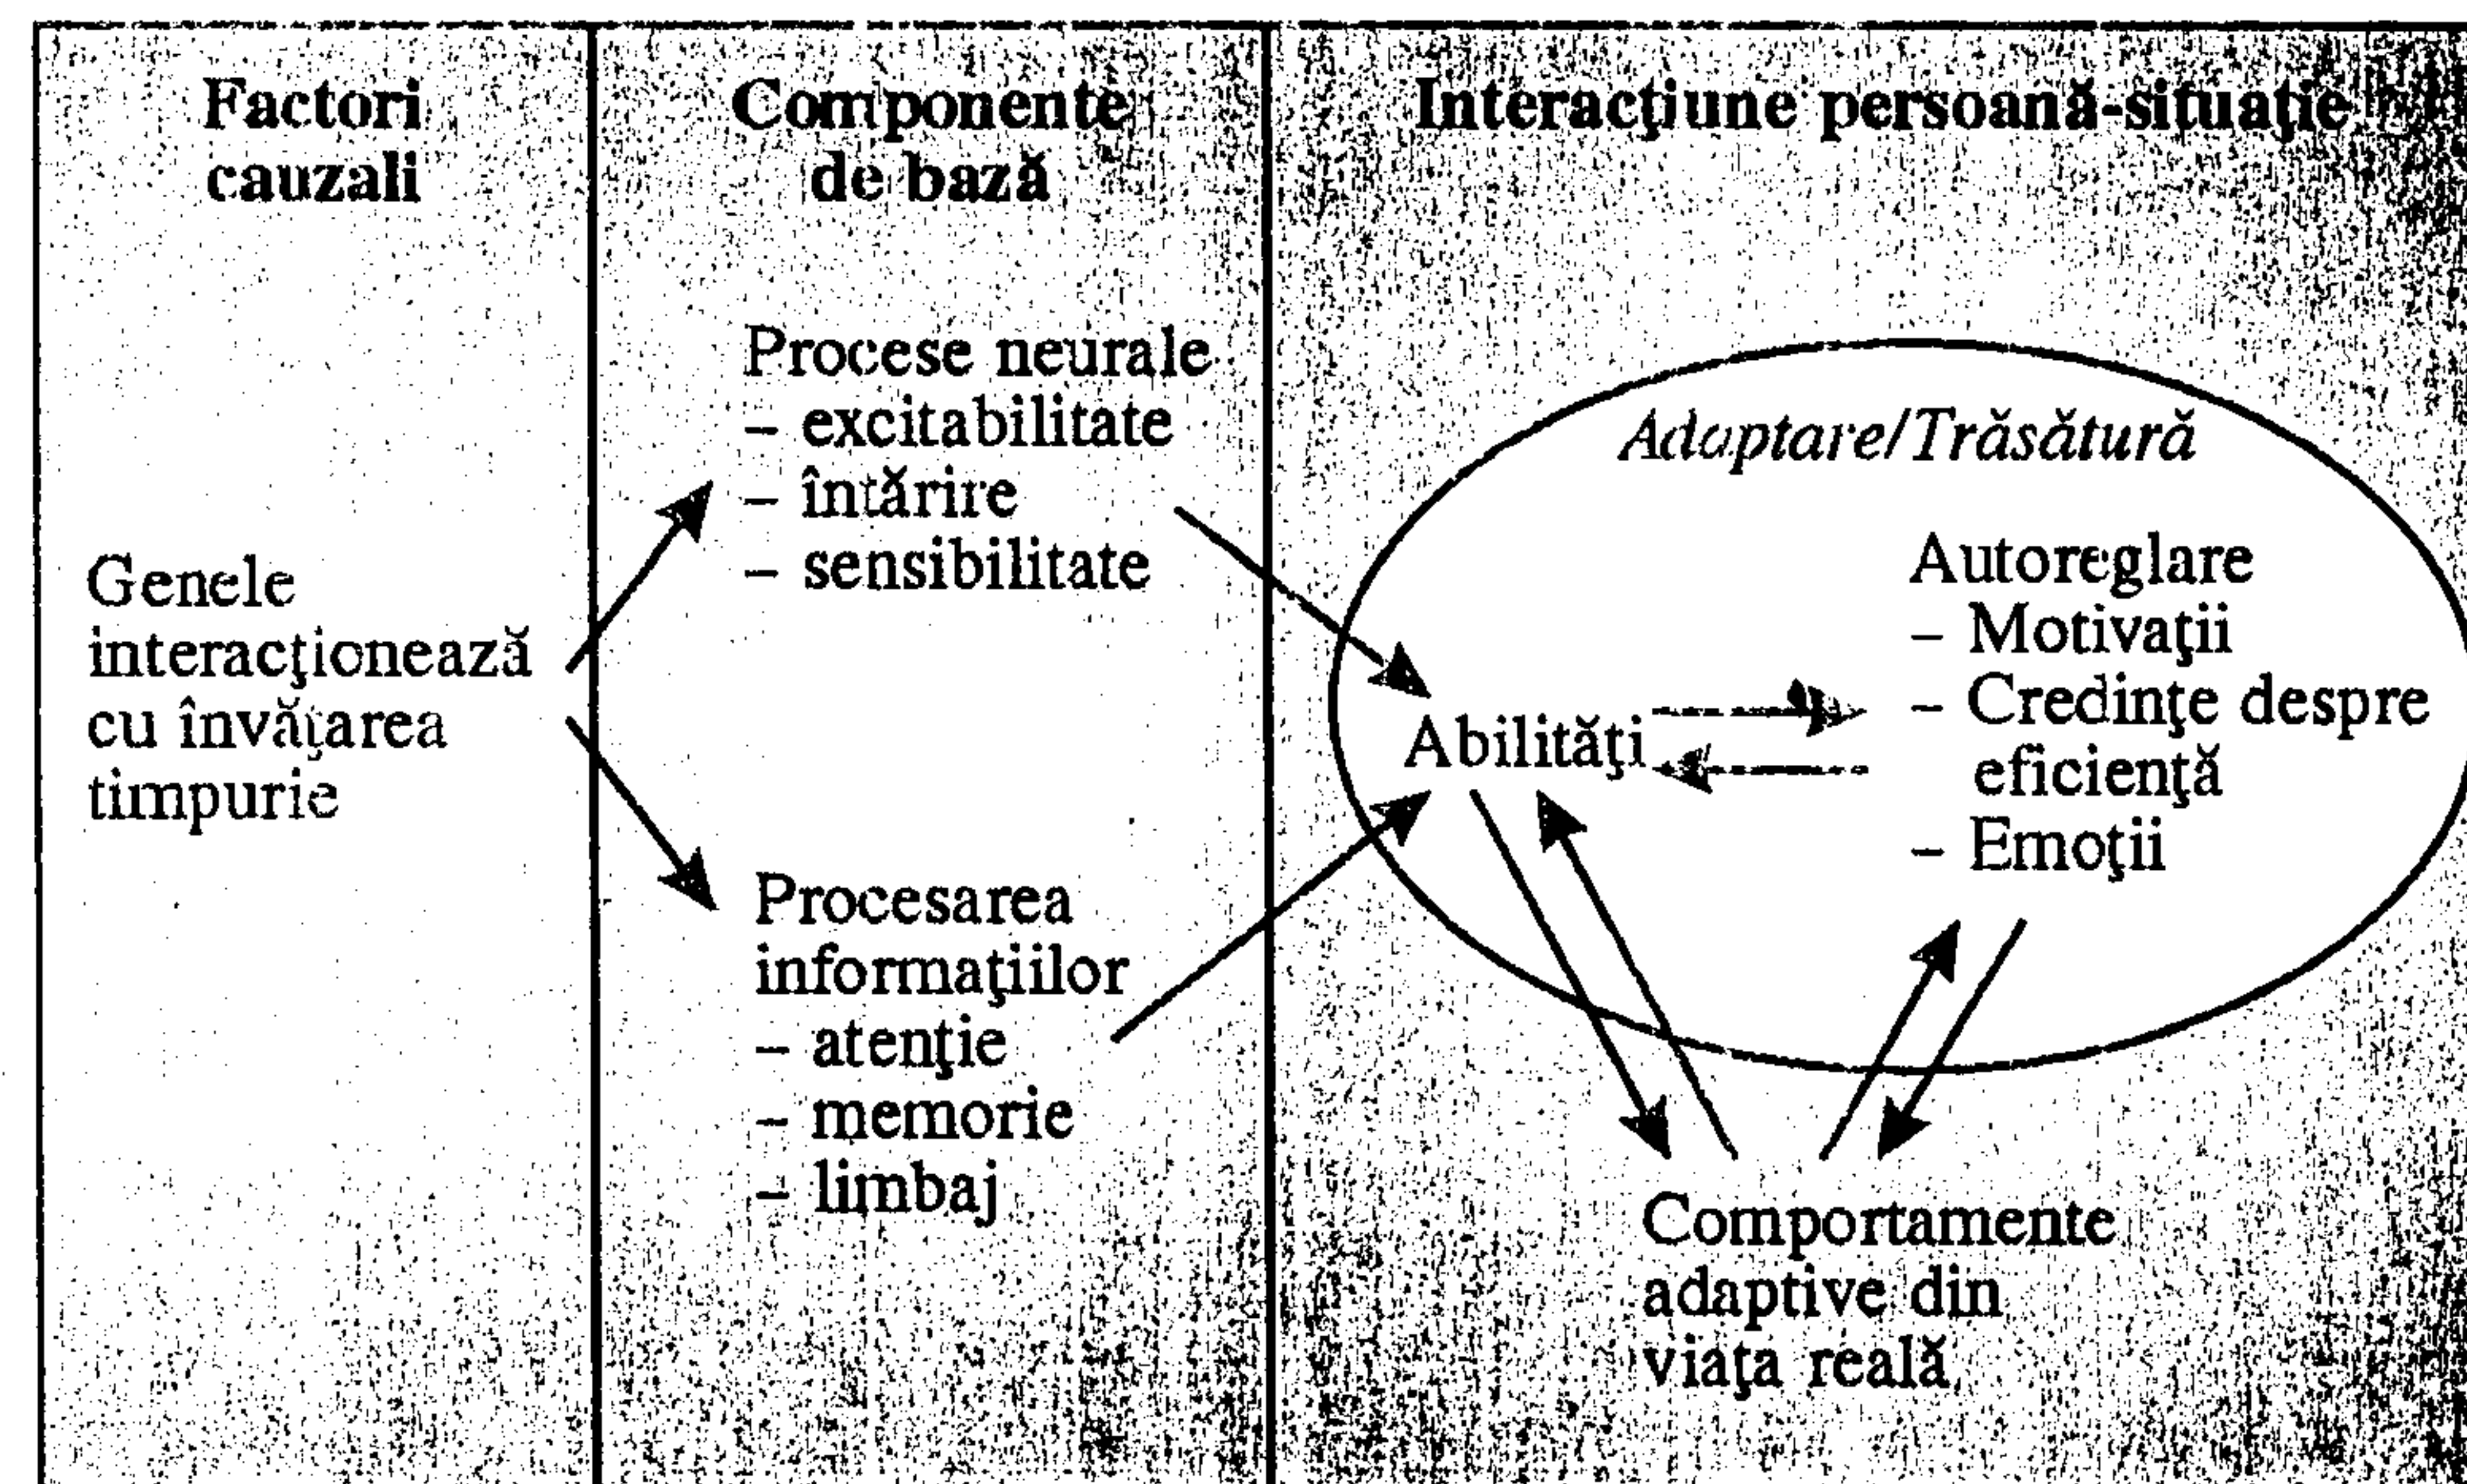 Factori
cauzali
Componente
de bază
Interacţiune persoană-situaţie
Genele
interacţionează
cu învăţarea
timpurie
Procese neurale
– excitabilitate
– întărire
– sensibilitate
Procesarea
informaţiilor
– atenţie
– memorie
– limbaj
Adaptare/Trăsătură
Abilităţi
Autoreglare
– Motivaţii
– Credinţe despre
eficienţă
– Emoţii
Comportamente
adaptive din
viaţa reală